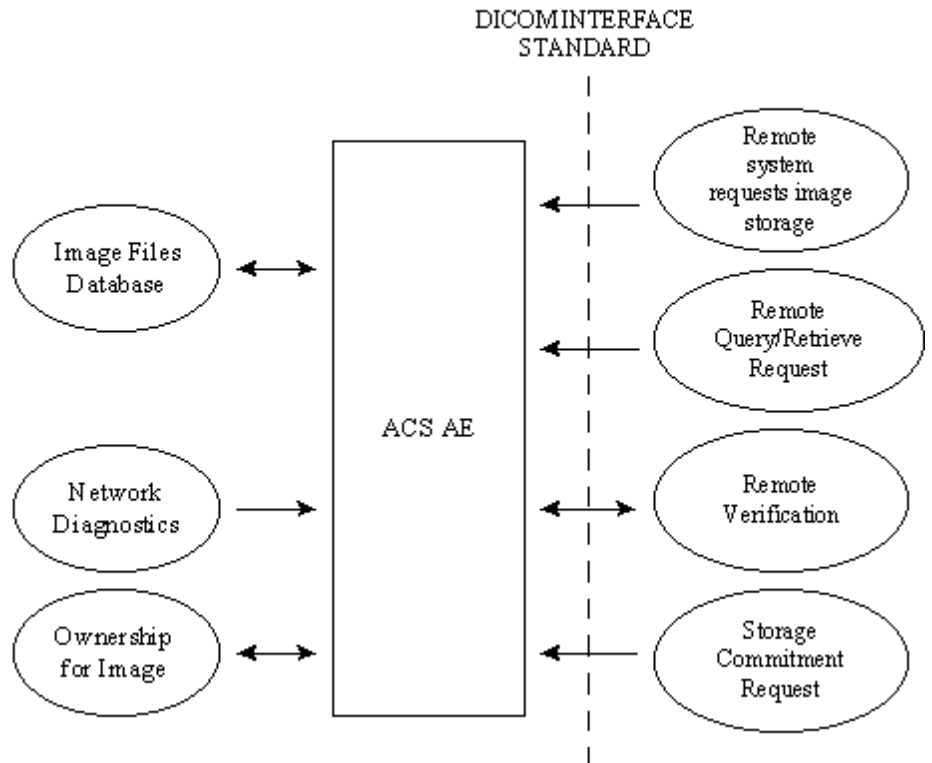 DICOMINTERFACE
STANDARD
Remote
system
requests image
storage
Image Files
Database
Remote
Query/Retrieve
Request
ACS AE
Network
Diagnostics
Remote
Verification
Ownership
for Image
Storage
Commitment
Request